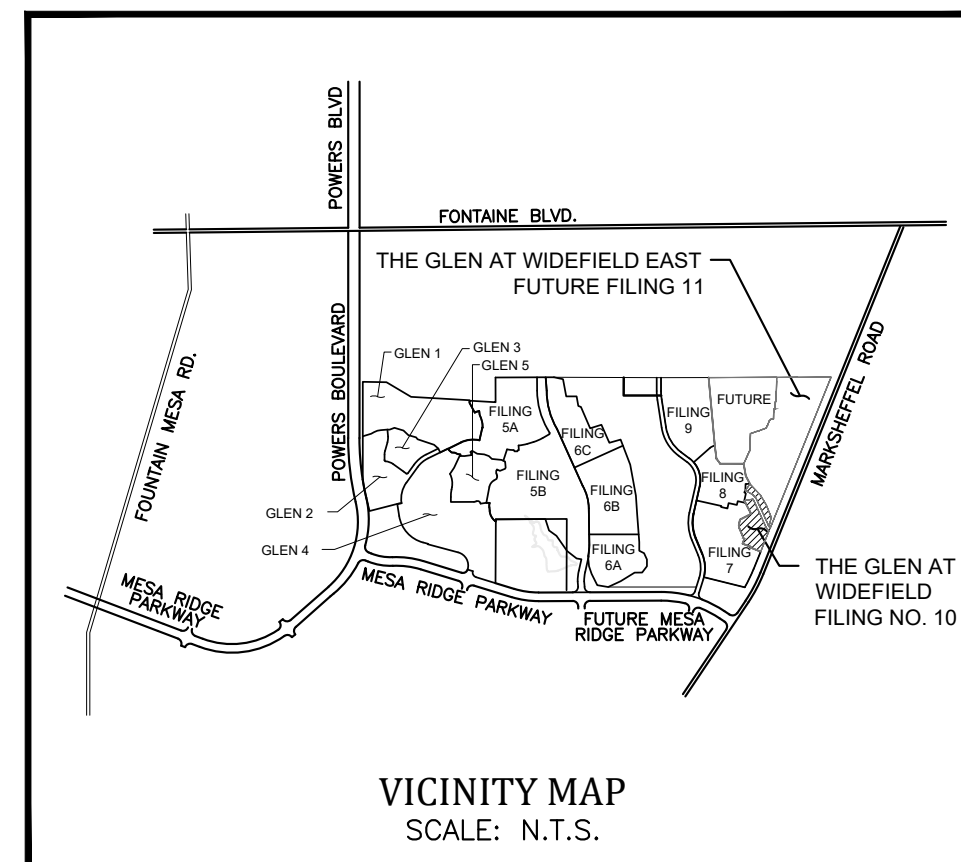 POWERS BLVD
FONTAINE BLVD.
THE GLEN AT WIDEFIELD EAST
FUTURE FILING 11
FOUNTAIN MESA RD.
POWERS BOULEVARD
MARKSHEFFEL ROAD
GLEN 1
GLEN 3
GLEN 5
GLEN 2
GLEN 4
FILING
5A
FILING
5B
FILING
6C
FILING
6B
FILING
6A
FILING
9
FUTURE
FILING
8
FILING
7
THE GLEN AT
WIDEFIELD
FILING NO. 10
MESA RIDGE
PARKWAY
MESA RIDGE PARKWAY
FUTURE MESA
RIDGE PARKWAY
VICINITY MAP
SCALE: N.T.S.